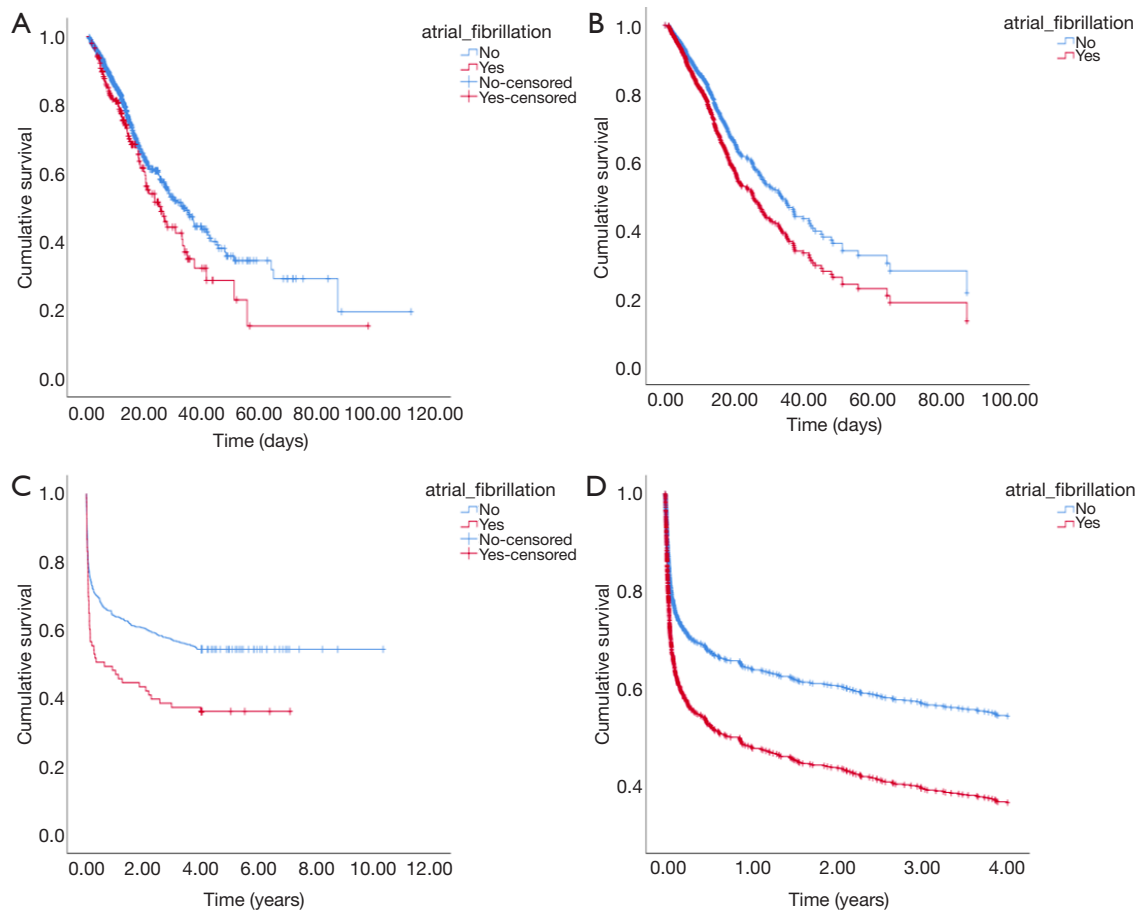 A
atrial_fibrillation
No
Yes
No-censored
Yes-censored
Cumulative survival
1.0
0.8
0.6
0.4
0.2
0.0
0.00 20.00 40.00 60.00 80.00 100.00 120.00
Time (days)
B
atrial_fibrillation
No
Yes
Cumulative survival
1.0
0.8
0.6
0.4
0.2
0.0
0.00 20.00 40.00 60.00 80.00 100.00
Time (days)
C
atrial_fibrillation
No
Yes
No-censored
Yes-censored
Cumulative survival
1.0
0.8
0.6
0.4
0.2
0.0
0.00 2.00 4.00 6.00 8.00 10.00 12.00
Time (years)
D
atrial_fibrillation
No
Yes
Cumulative survival
1.0
0.8
0.6
0.4
0.00 1.00 2.00 3.00 4.00
Time (years)